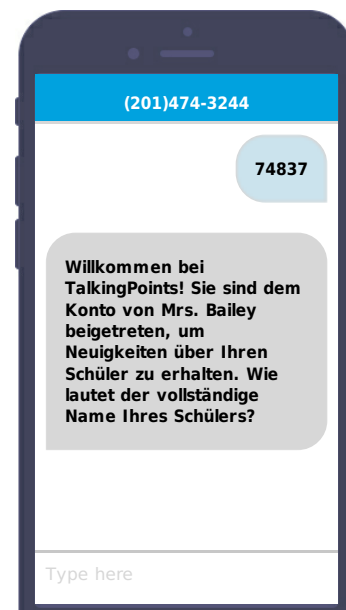 (201)474-3244
74837
Willkommen bei
TalkingPoints! Sie sind dem
Konto von Mrs. Bailey
beigetreten, um
Neuigkeiten über Ihren
Schüler zu erhalten. Wie
lautet der vollständige
Name Ihres Schülers?
Type here